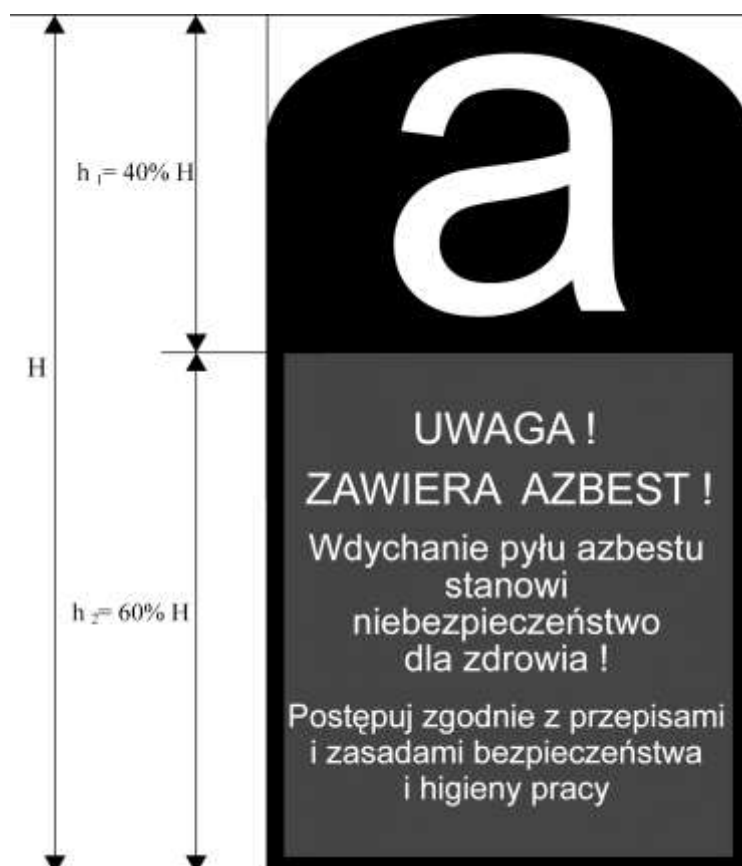 a
h 1= 40% H
H
UWAGA !
ZAWIERA AZBEST !
Wdychanie pyłu azbestu
stanowi
niebezpieczeństwo
dla zdrowia !
h 2= 60% H
Postępuj zgodnie z przepisami
i zasadami bezpieczeństwa
i higieny pracy